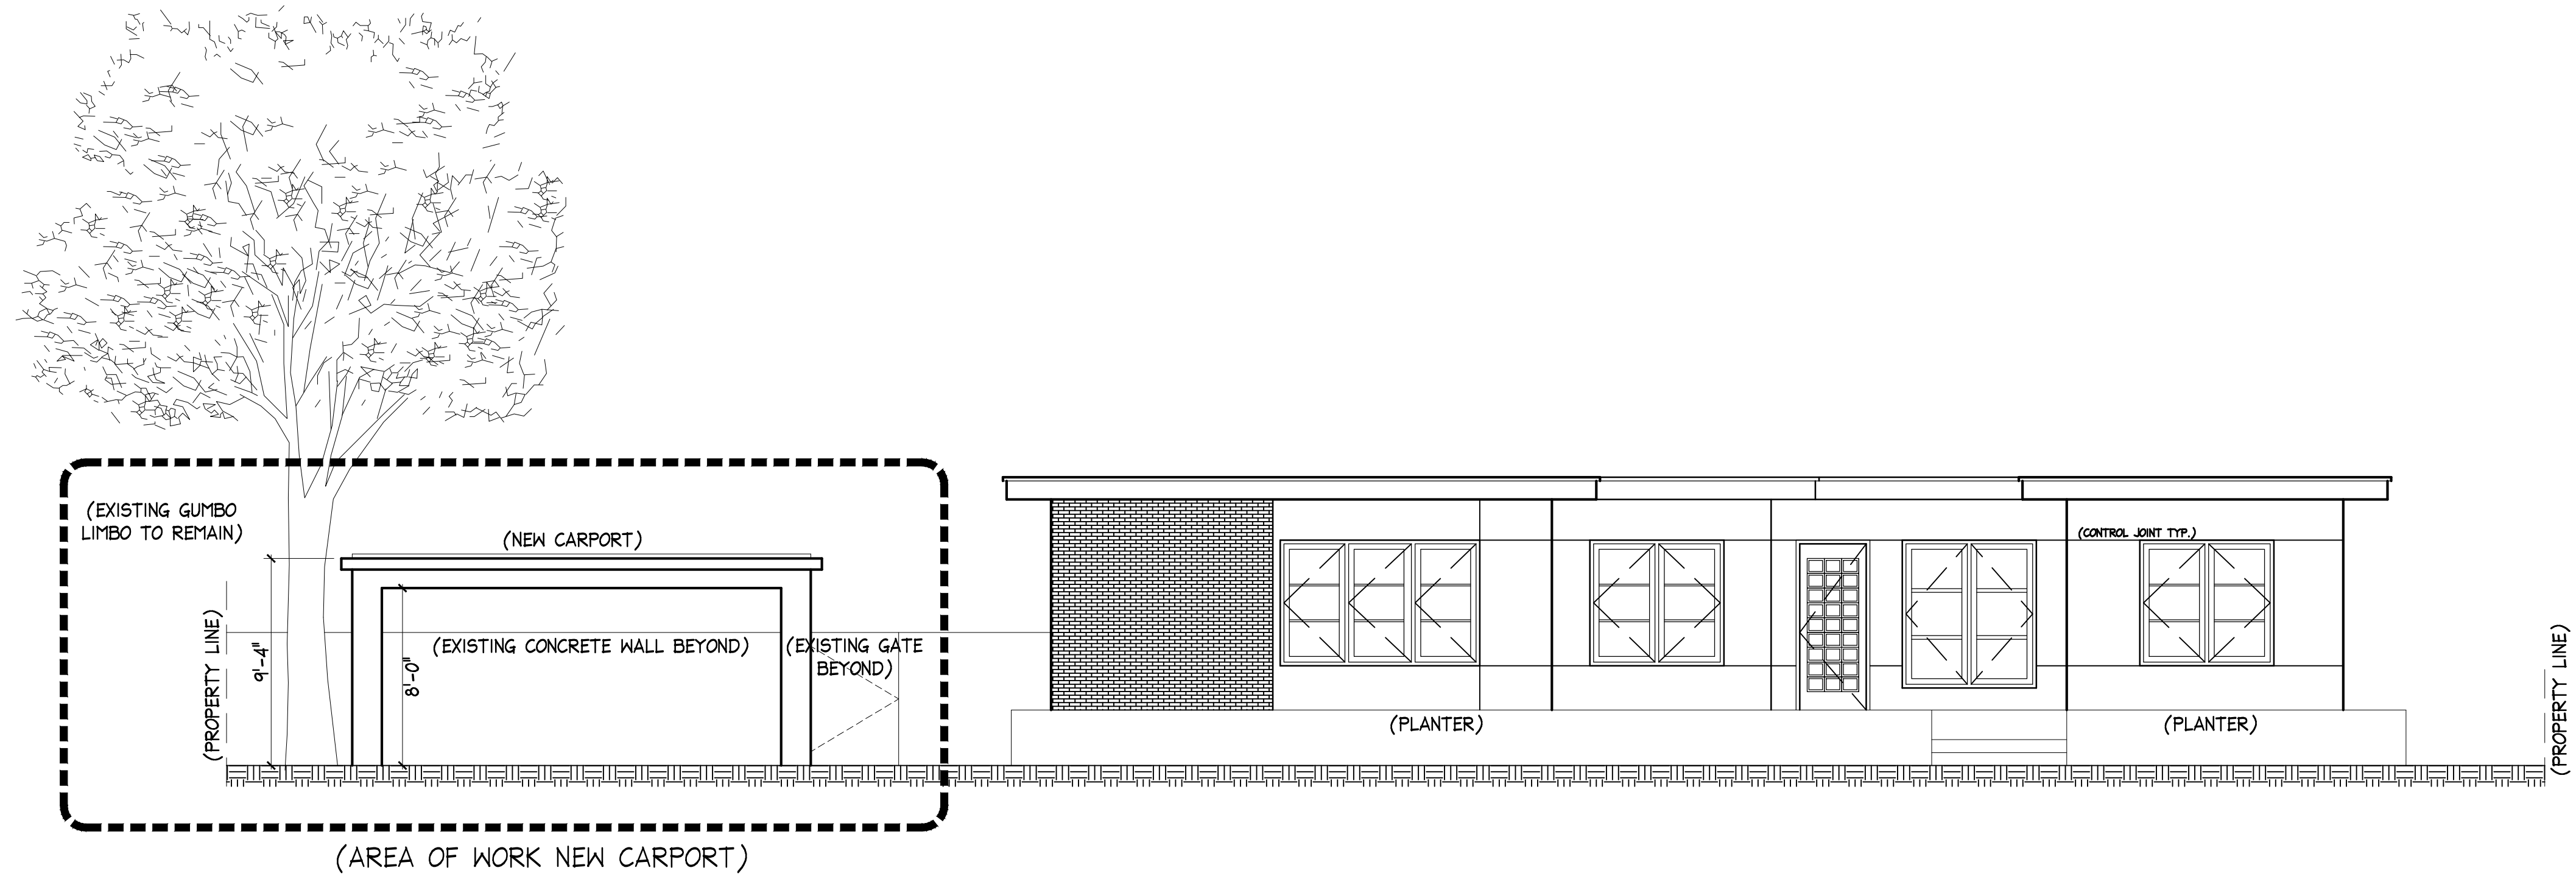 (EXISTING GUMBO
LIMBO TO REMAIN)
(NEW CARPORT)
(CONTROL JOINT TYP.)
(PROPERTY LINE)
9'-4"
8'-0"
(EXISTING CONCRETE WALL BEYOND)
(EXISTING GATE
BEYOND)
(PLANTER)
(PLANTER)
(PROPERTY LINE)
(AREA OF WORK NEW CARPORT)